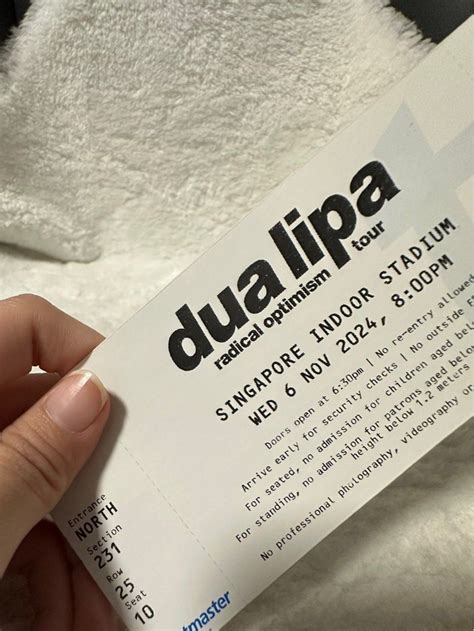 dua lipa
radical optimism tour
SINGAPORE INDOOR STADIUM
WED 6 NOV 2024, 8:00PM
Doors open at 6:30pm | No re-entry allowed
Arrive early for security checks | No outside
For seated, no admission for children aged be
For standing, no admission for patrons aged be
height below 1.2 meters
No professional photography, videography or
Entrance
NORTH
Section
231
Row
25
Seat
10
tmaster